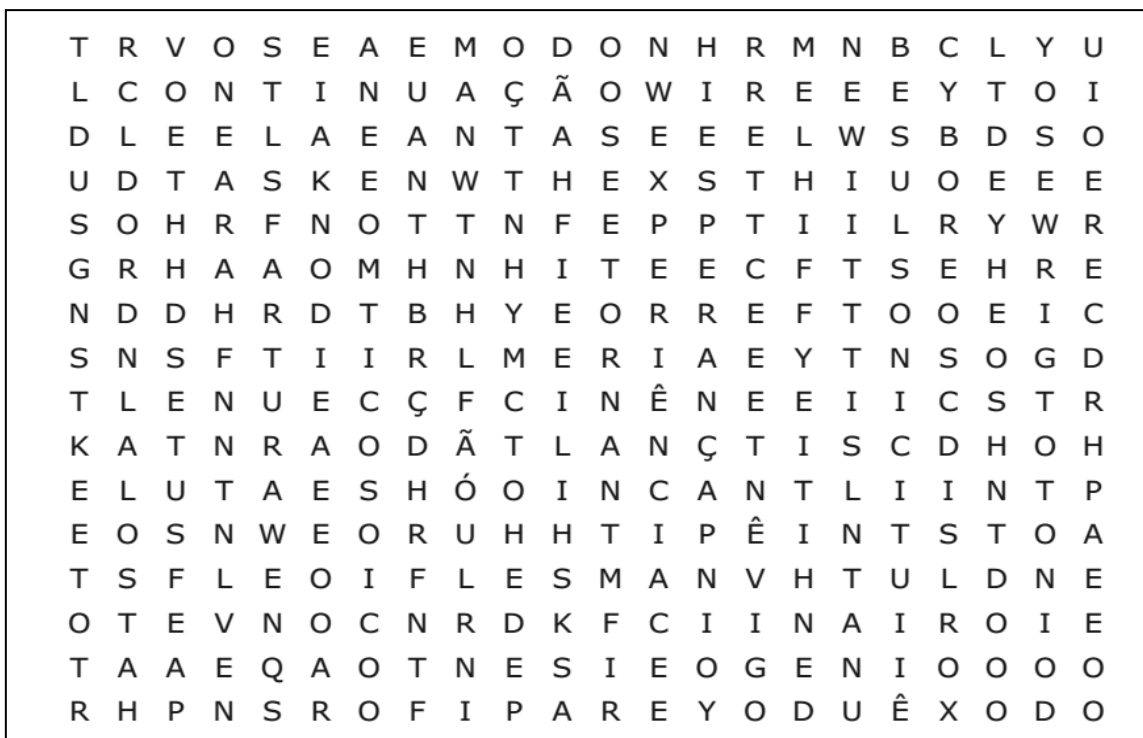 T R V O S E A E M O D O N H R M N B C L Y U
L C O N T I N U A Ç Ã O W I R E E E Y T O I
D L E E L A E A N T A S E E E L W S B D S O
U D T A S K E N W T H E X S T H I U O E E E
S O H R F N O T T N F E P P T I I L R Y W R
G R H A A O M H N H I T E E C F T S E H R E
N D D H R D T B H Y E O R R E F T O O E I C
S N S F T I I R L M E R I A E Y T N S O G D
T L E N U E C Ç F C I N Ê N E E I I C S T R
K A T N R A O D Ã T L A N Ç T I S C D H O H
E L U T A E S H Ó O I N C A N T L I I N T P
E O S N W E O R U H H T I P Ê I N T S T O A
T S F L E O I F L E S M A N V H T U L D N E
O T E V N O C N R D K F C I I N A I R O I E
T A A E Q A O T N E S I E O G E N I O O O O
R H P N S R O F I P A R E Y O D U Ê X O D O